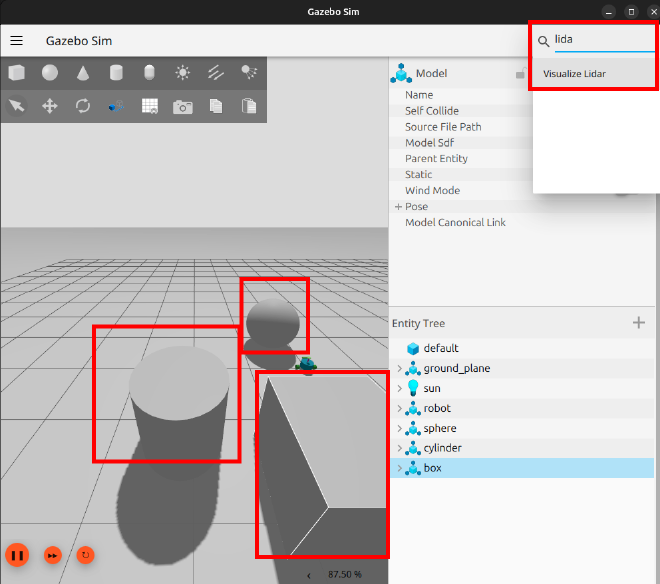 Gazebo Sim
Gazebo Sim
lida
Visualize Lidar
Model
Name
Self Collide
Source File Path
Model Sdf
Parent Entity
Static
Wind Mode
+ Pose
Model Canonical Link
Entity Tree
default
ground_plane
sun
robot
sphere
cylinder
box
87.50 %